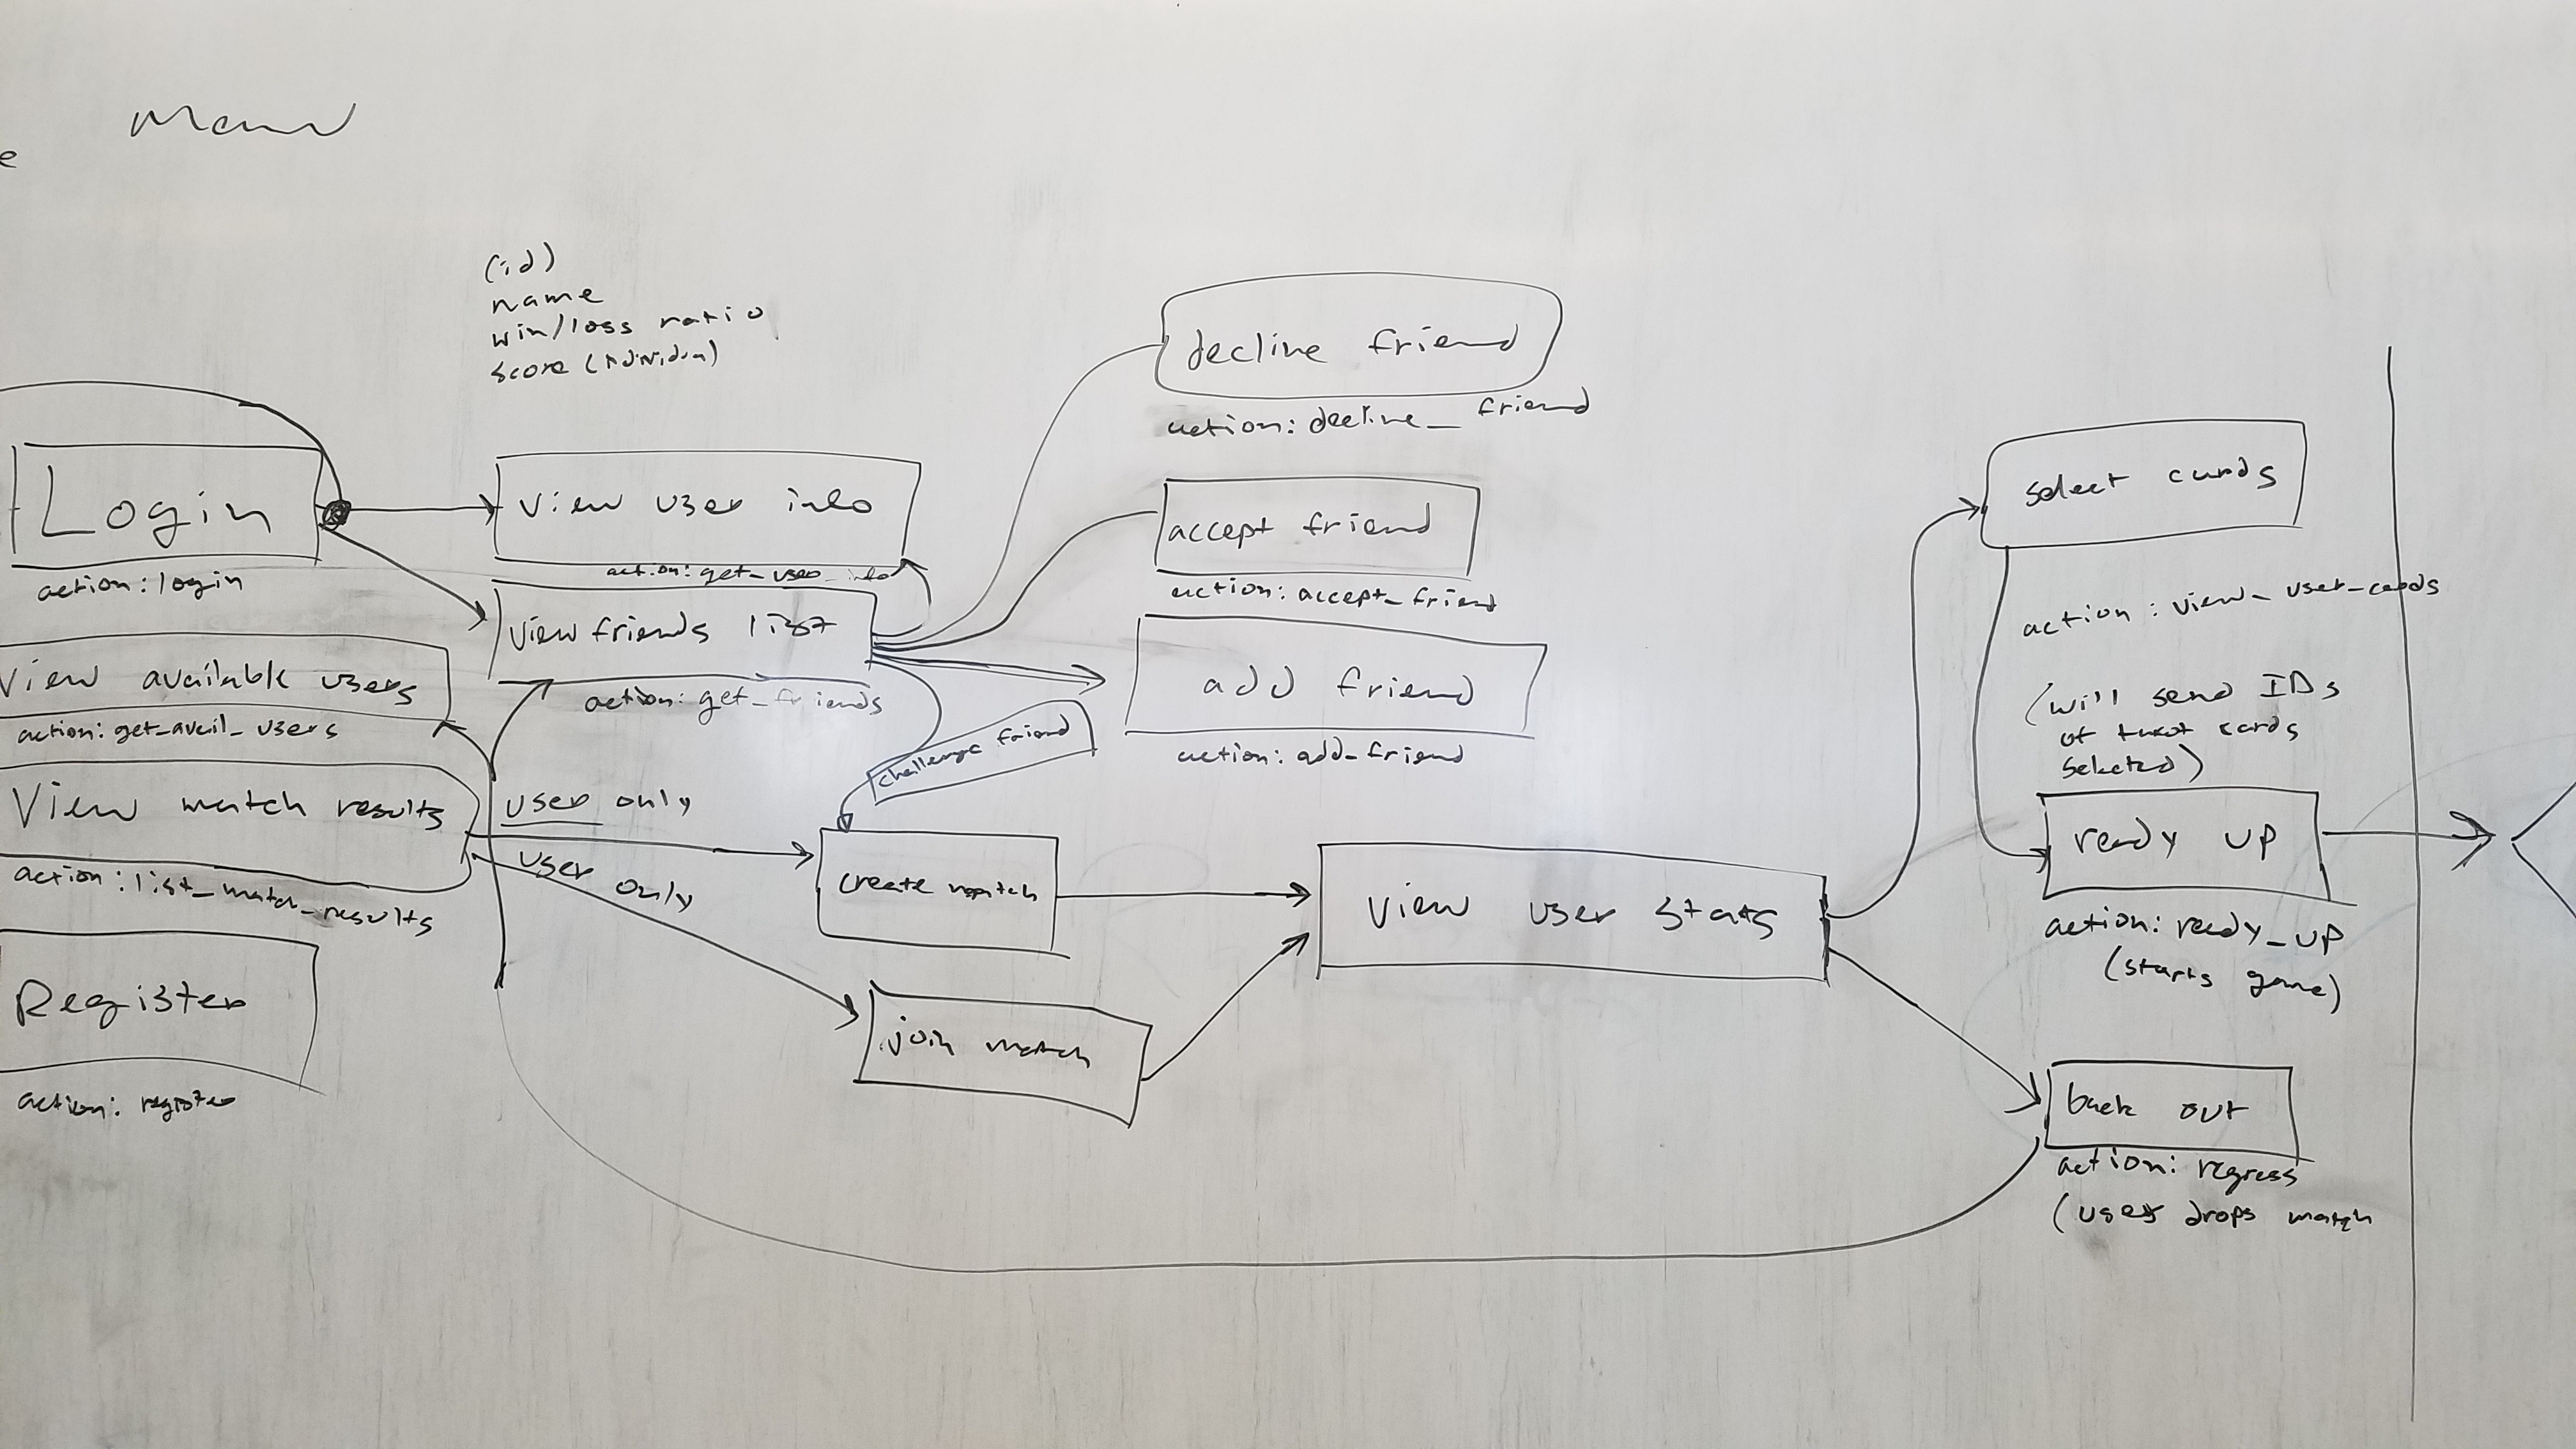 e
(id)
name
win/loss ratio
score
Login
action: login
View user info
action: get_user_info
View friends list
action: get_friends
decline friend
action: decline_ friend
accept friend
action: accept_friend
add friend
action: add_friend
challenge friend
View available users
action: get_avail_users
View match results
action: list_match_results
Register
action: register
user only
user only
create match
join match
View user stats
select cards
action: view_user_cards
(will send IDs
of cards
selected)
ready up
action: ready_up
(starts game)
back out
action: regress
(user drops match